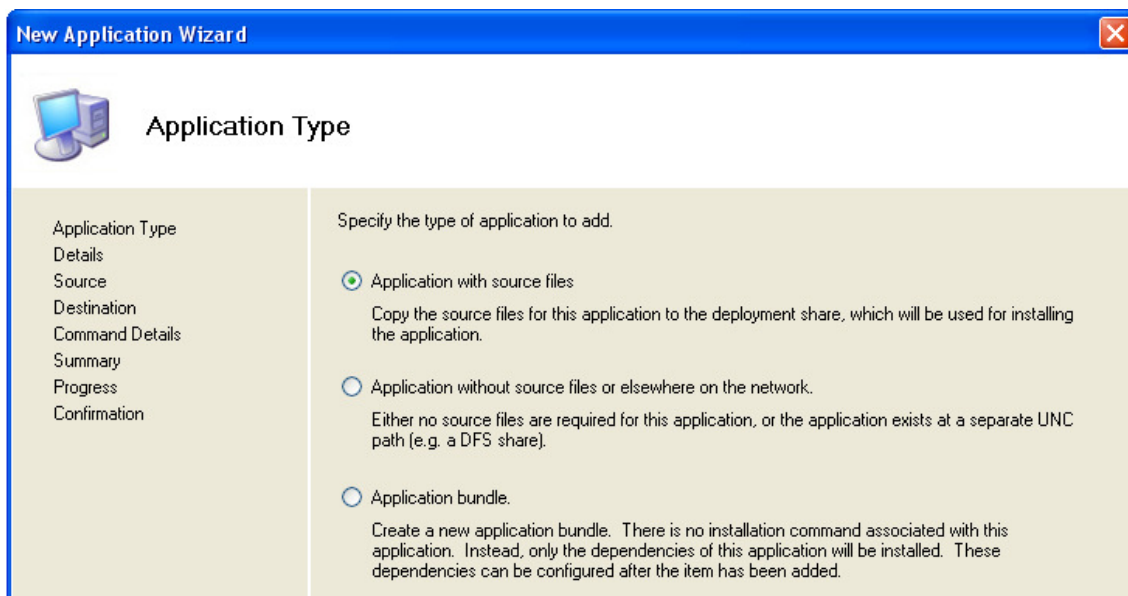 New Application Wizard
Application Type
Application Type
Details
Source
Destination
Command Details
Summary
Progress
Confirmation
Specify the type of application to add.
Application with source files
Copy the source files for this application to the deployment share, which will be used for installing
the application.
Application without source files or elsewhere on the network.
Either no source files are required for this application, or the application exists at a separate UNC
path (e.g. a DFS share).
Application bundle.
Create a new application bundle.  There is no installation command associated with this
application.  Instead, only the dependencies of this application will be installed.  These
dependencies can be configured after the item has been added.